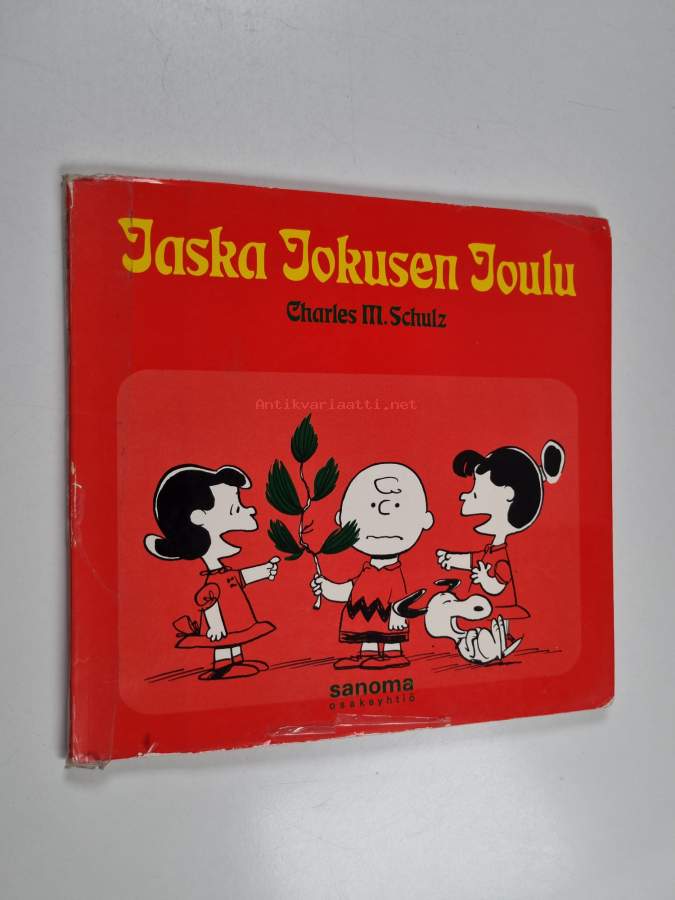 Jaska Jokusen Joulu
Charles M. Schulz
Antikvariaatti.net
sanoma
osakeyhtiö